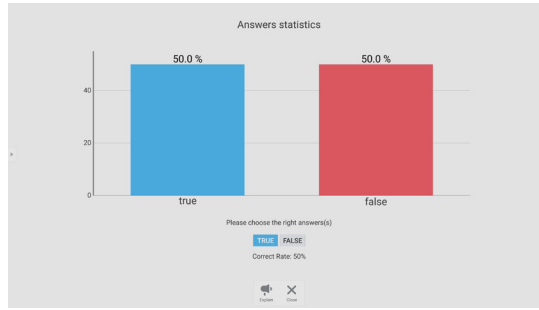 Answers statistics
50.0 % 50.0 %
40
20
0
true false
Please choose the right answers(s)
TRUE FALSE
Correct Rate: 50%
Explain Close